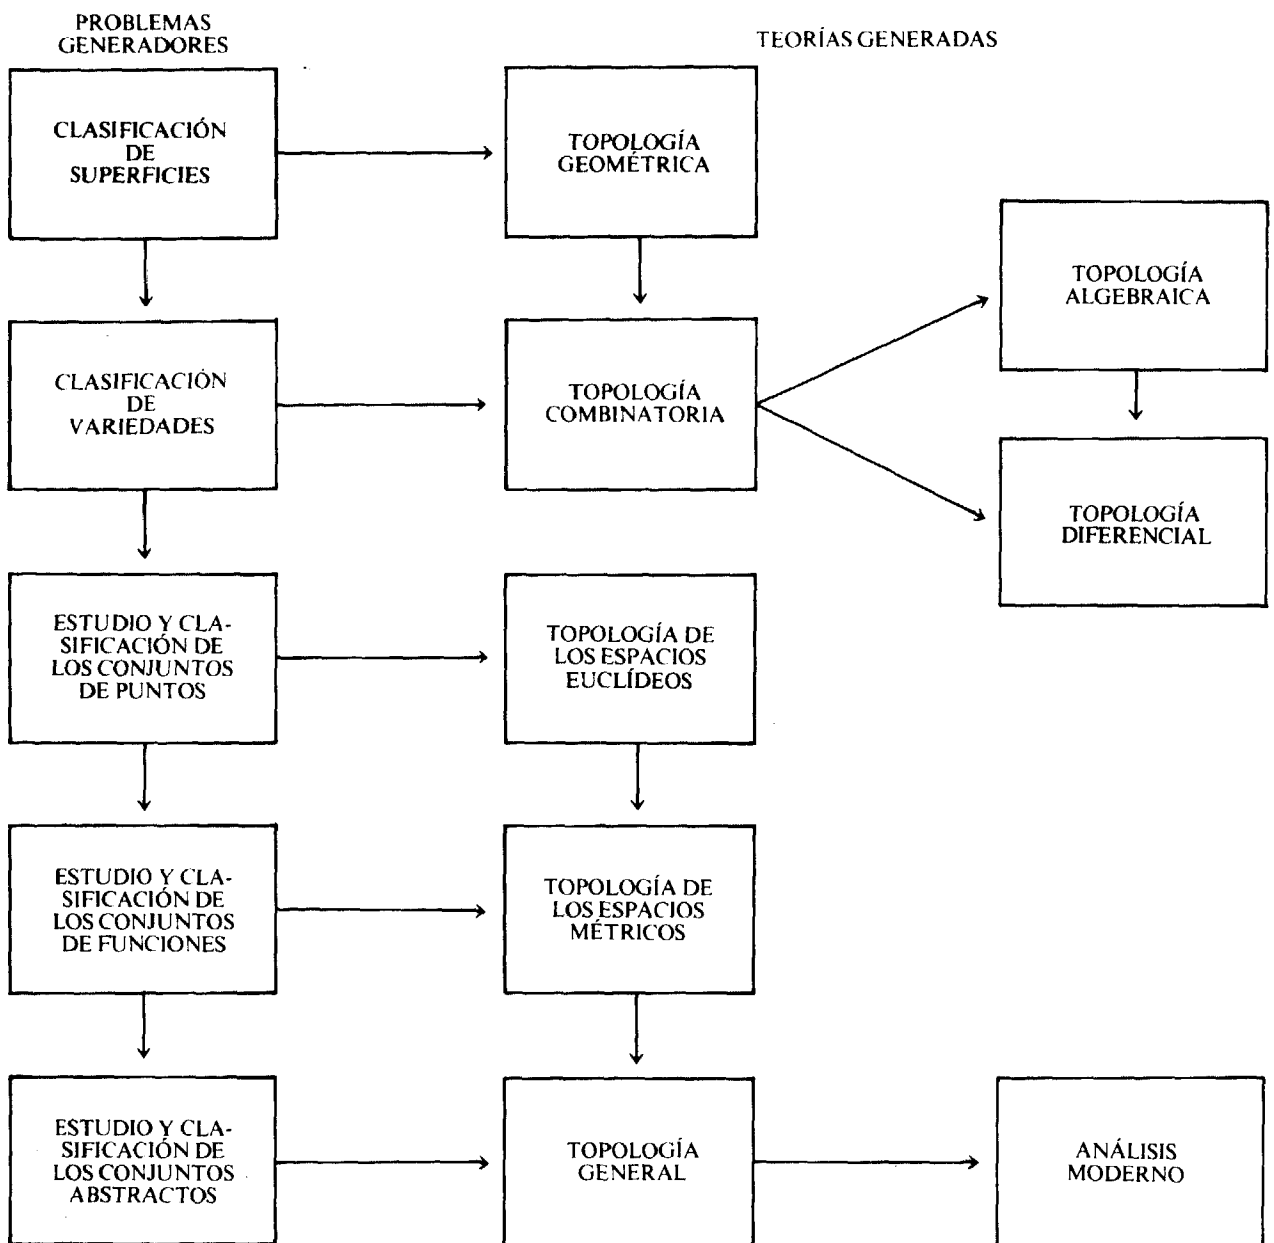 PROBLEMAS
GENERADORES
TEORÍAS GENERADAS
CLASIFICACIÓN
DE
SUPERFICIES
TOPOLOGÍA
GEOMÉTRICA
TOPOLOGÍA
ALGEBRAICA
CLASIFICACIÓN
DE
VARIEDADES
TOPOLOGÍA
COMBINATORIA
TOPOLOGÍA
DIFERENCIAL
ESTUDIO Y CLA-
SIFICACIÓN DE
LOS CONJUNTOS
DE PUNTOS
TOPOLOGÍA DE
LOS ESPACIOS
EUCLÍDEOS
ESTUDIO Y CLA-
SIFICACIÓN DE
LOS CONJUNTOS
DE FUNCIONES
TOPOLOGÍA DE
LOS ESPACIOS
MÉTRICOS
ESTUDIO Y CLA-
SIFICACIÓN DE
LOS CONJUNTOS
ABSTRACTOS
TOPOLOGÍA
GENERAL
ANÁLISIS
MODERNO